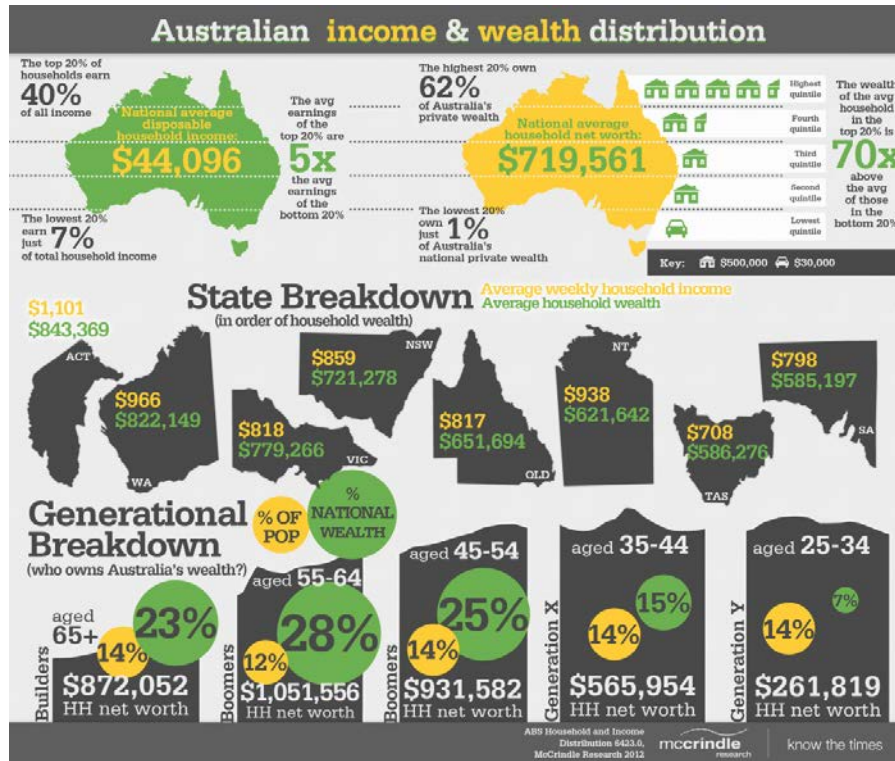 Australian income & wealth distribution
The top 20% of
households earn
40%
of all income
National average
disposable
household income:
$44,096
The lowest 20%
earn
just 7%
of total household income
The avg
earnings
of the
top 20% are
5x
the avg
earnings
of the
bottom 20%
The highest 20% own
62%
of Australia's
private wealth
National average
household net worth:
$719,561
The lowest 20%
own
just 1%
of Australia's
national private wealth
Highest
quintile
Fourth
quintile
Third
quintile
Second
quintile
Lowest
quintile
The wealth
of the avg
household
in the
top 20% is
70x
above
the avg
of those
in the
bottom 20%
Key: $500,000 $30,000
State Breakdown
(in order of household wealth)
Average weekly household income
Average household wealth
$1,101
$843,369
ACT
$966
$822,149
WA
$818
$779,266
VIC
$859
$721,278
NSW
$817
$651,694
QLD
$938
$621,642
NT
$708
$586,276
TAS
$798
$585,197
SA
Generational
Breakdown
(who owns Australia's wealth?)
% OF
POP
%
NATIONAL
WEALTH
Builders
aged
65+
14%
23%
$872,052
HH net worth
Boomers
aged 55-64
12%
28%
$1,051,556
HH net worth
Boomers
aged 45-54
14%
25%
$931,582
HH net worth
Generation X
aged 35-44
14%
15%
$565,954
HH net worth
Generation Y
aged 25-34
14%
7%
$261,819
HH net worth
ABS Household and Income
Distribution 6423.0,
McCrindle Research 2012
mccrindle
research
know the times